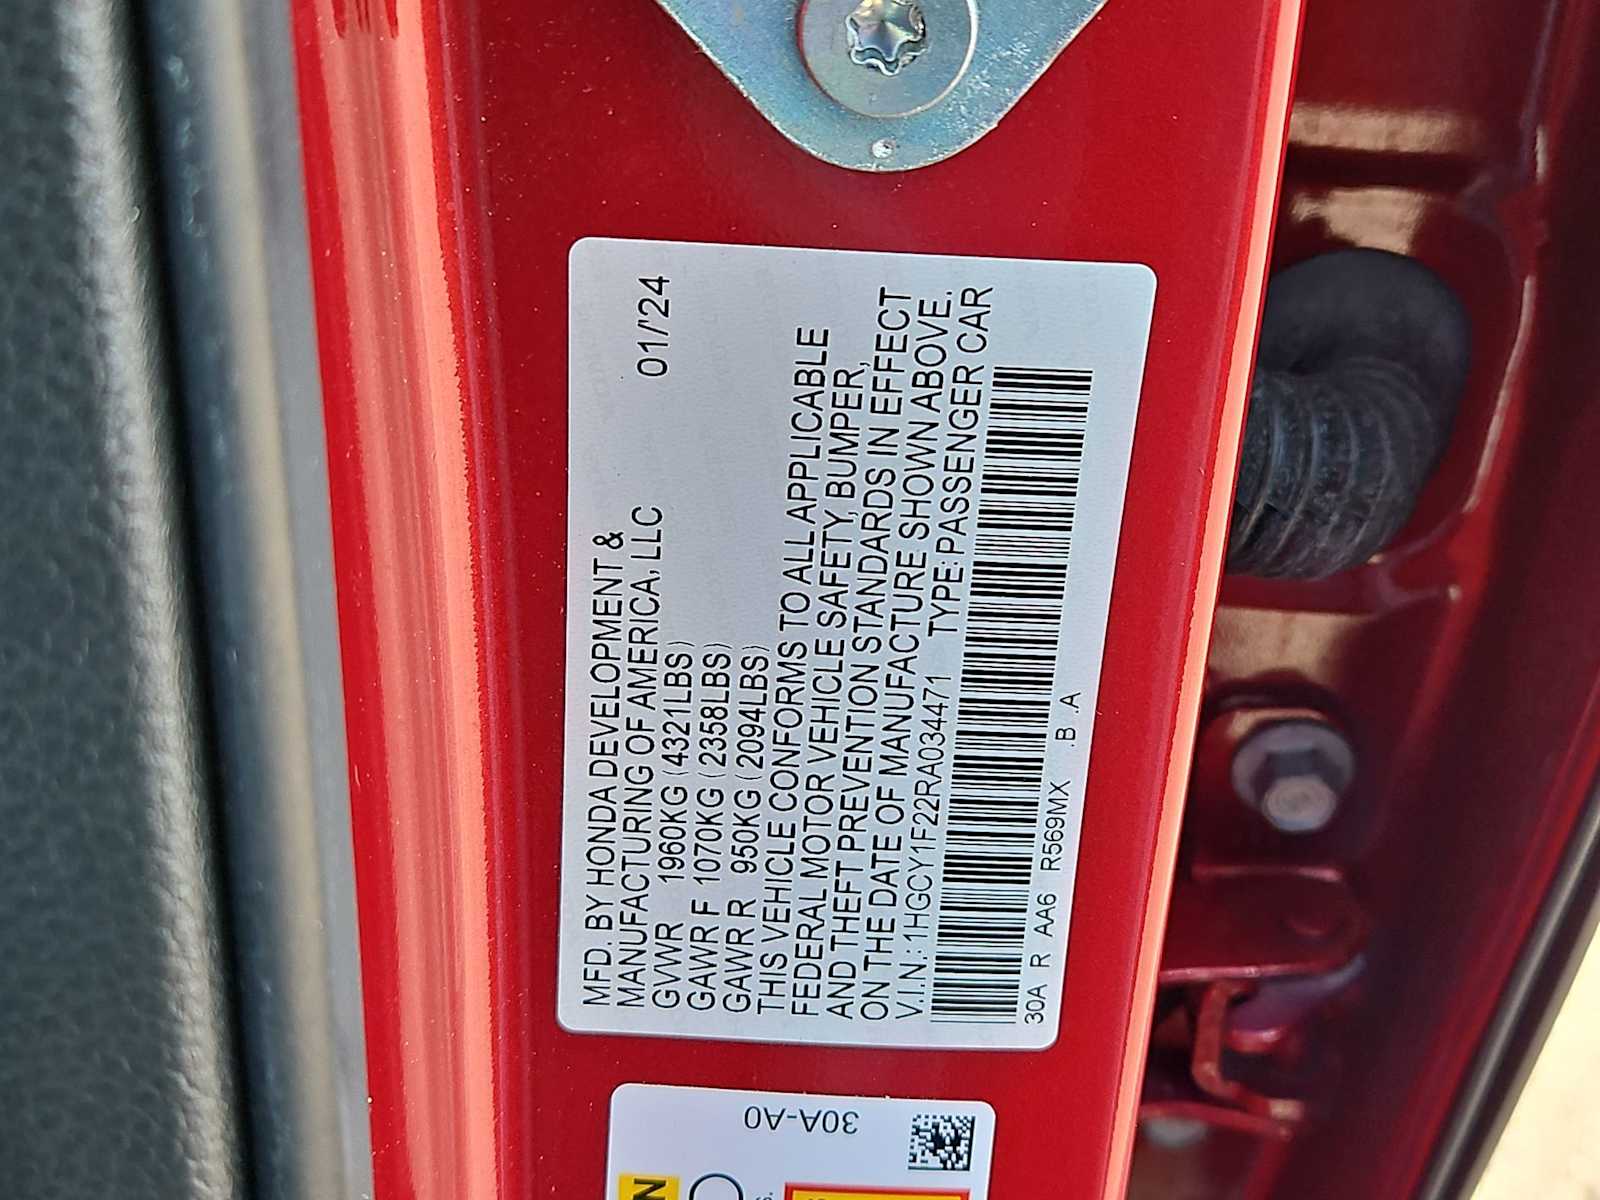 MFD. BY HONDA DEVELOPMENT &
MANUFACTURING OF AMERICA, LLC 01/'24
GVWR 1960KG (4321LBS)
GAWR F 1070KG (2358LBS)
GAWR R 950KG (2094LBS)
THIS VEHICLE CONFORMS TO ALL APPLICABLE
FEDERAL MOTOR VEHICLE SAFETY, BUMPER,
AND THEFT PREVENTION STANDARDS IN EFFECT
ON THE DATE OF MANUFACTURE SHOWN ABOVE.
V.I.N.: 1HGCY1F22RA034471 TYPE: PASSENGER CAR
30A R AA6 R569MX .B .A
30A-A0